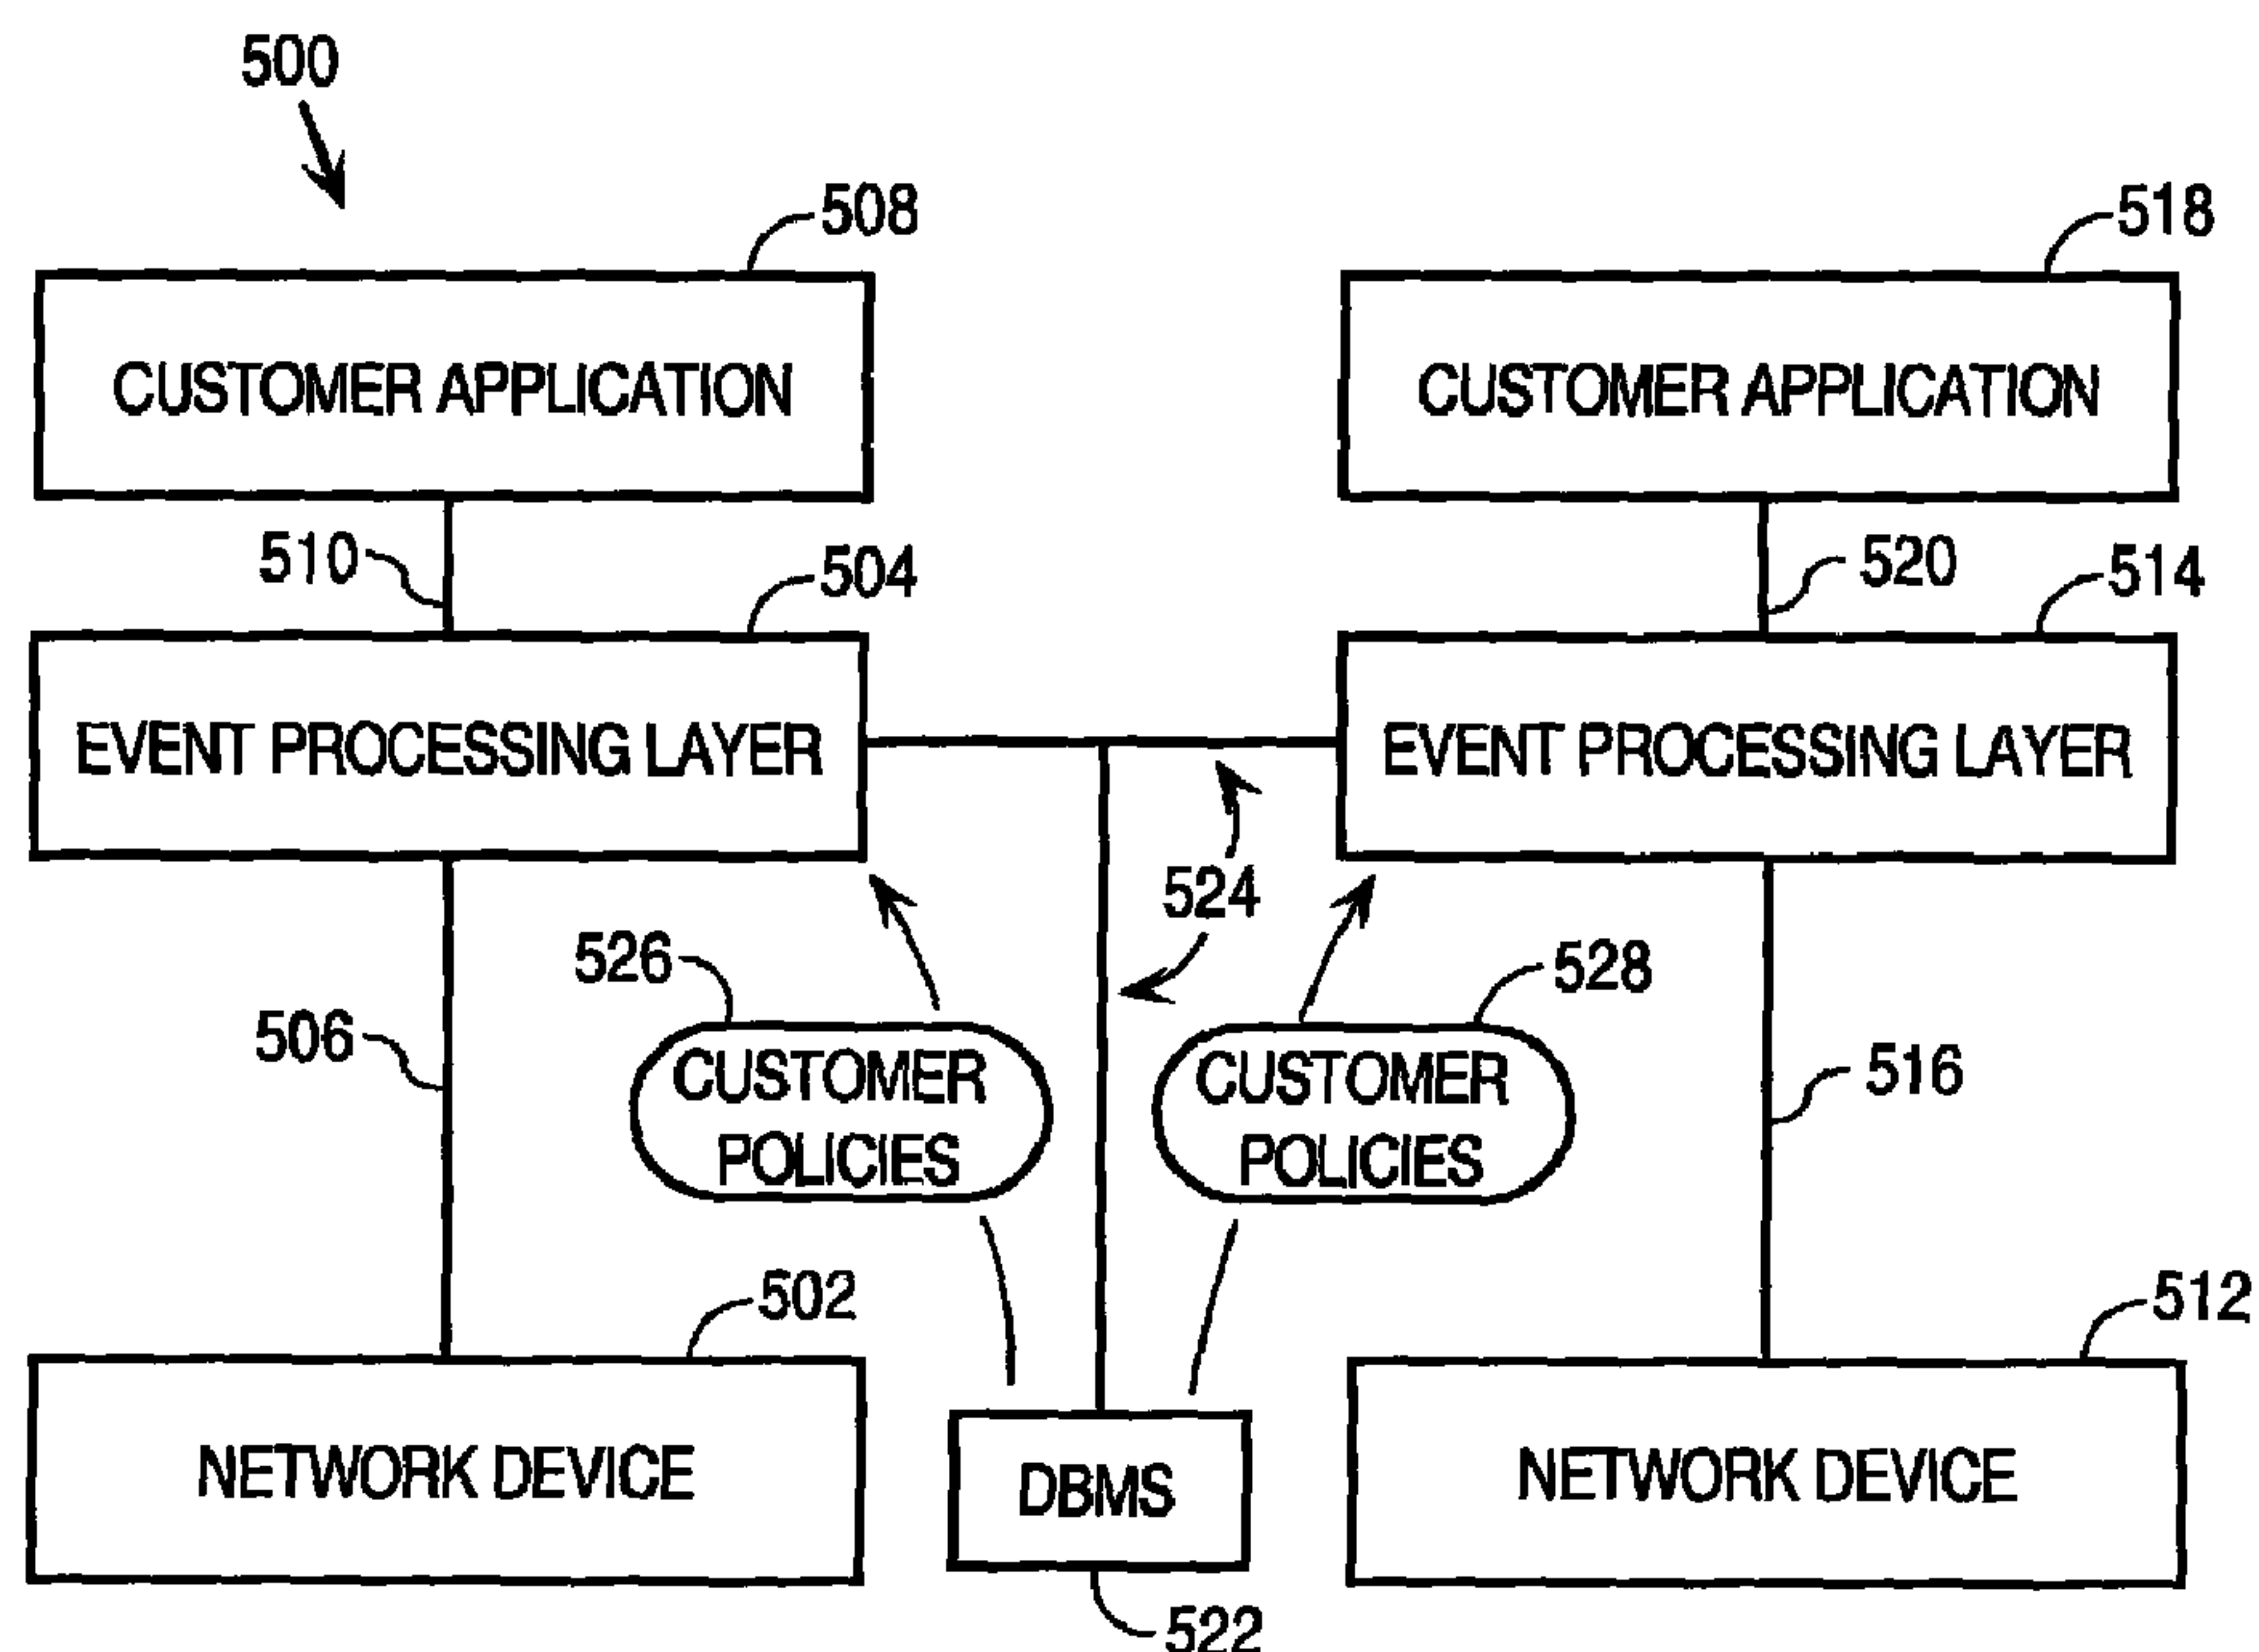 500
508
518
CUSTOMER APPLICATION
CUSTOMER APPLICATION
510
504
520
514
EVENT PROCESSING LAYER
EVENT PROCESSING LAYER
524
526
528
506
CUSTOMER
POLICIES
CUSTOMER
POLICIES
516
502
512
NETWORK DEVICE
DBMS
NETWORK DEVICE
522